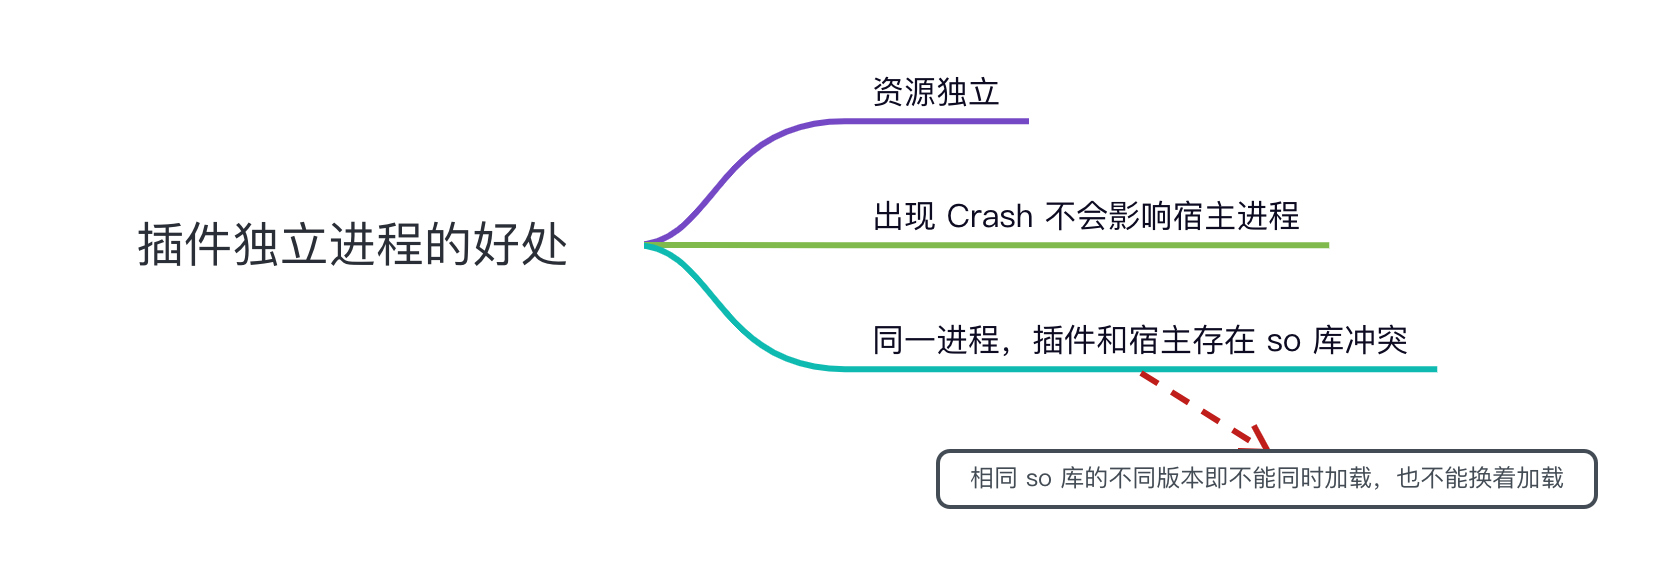 资源独立
出现 Crash 不会影响宿主进程
插件独立进程的好处
同一进程，插件和宿主存在 so 库冲突
相同 so 库的不同版本即不能同时加载，也不能换着加载